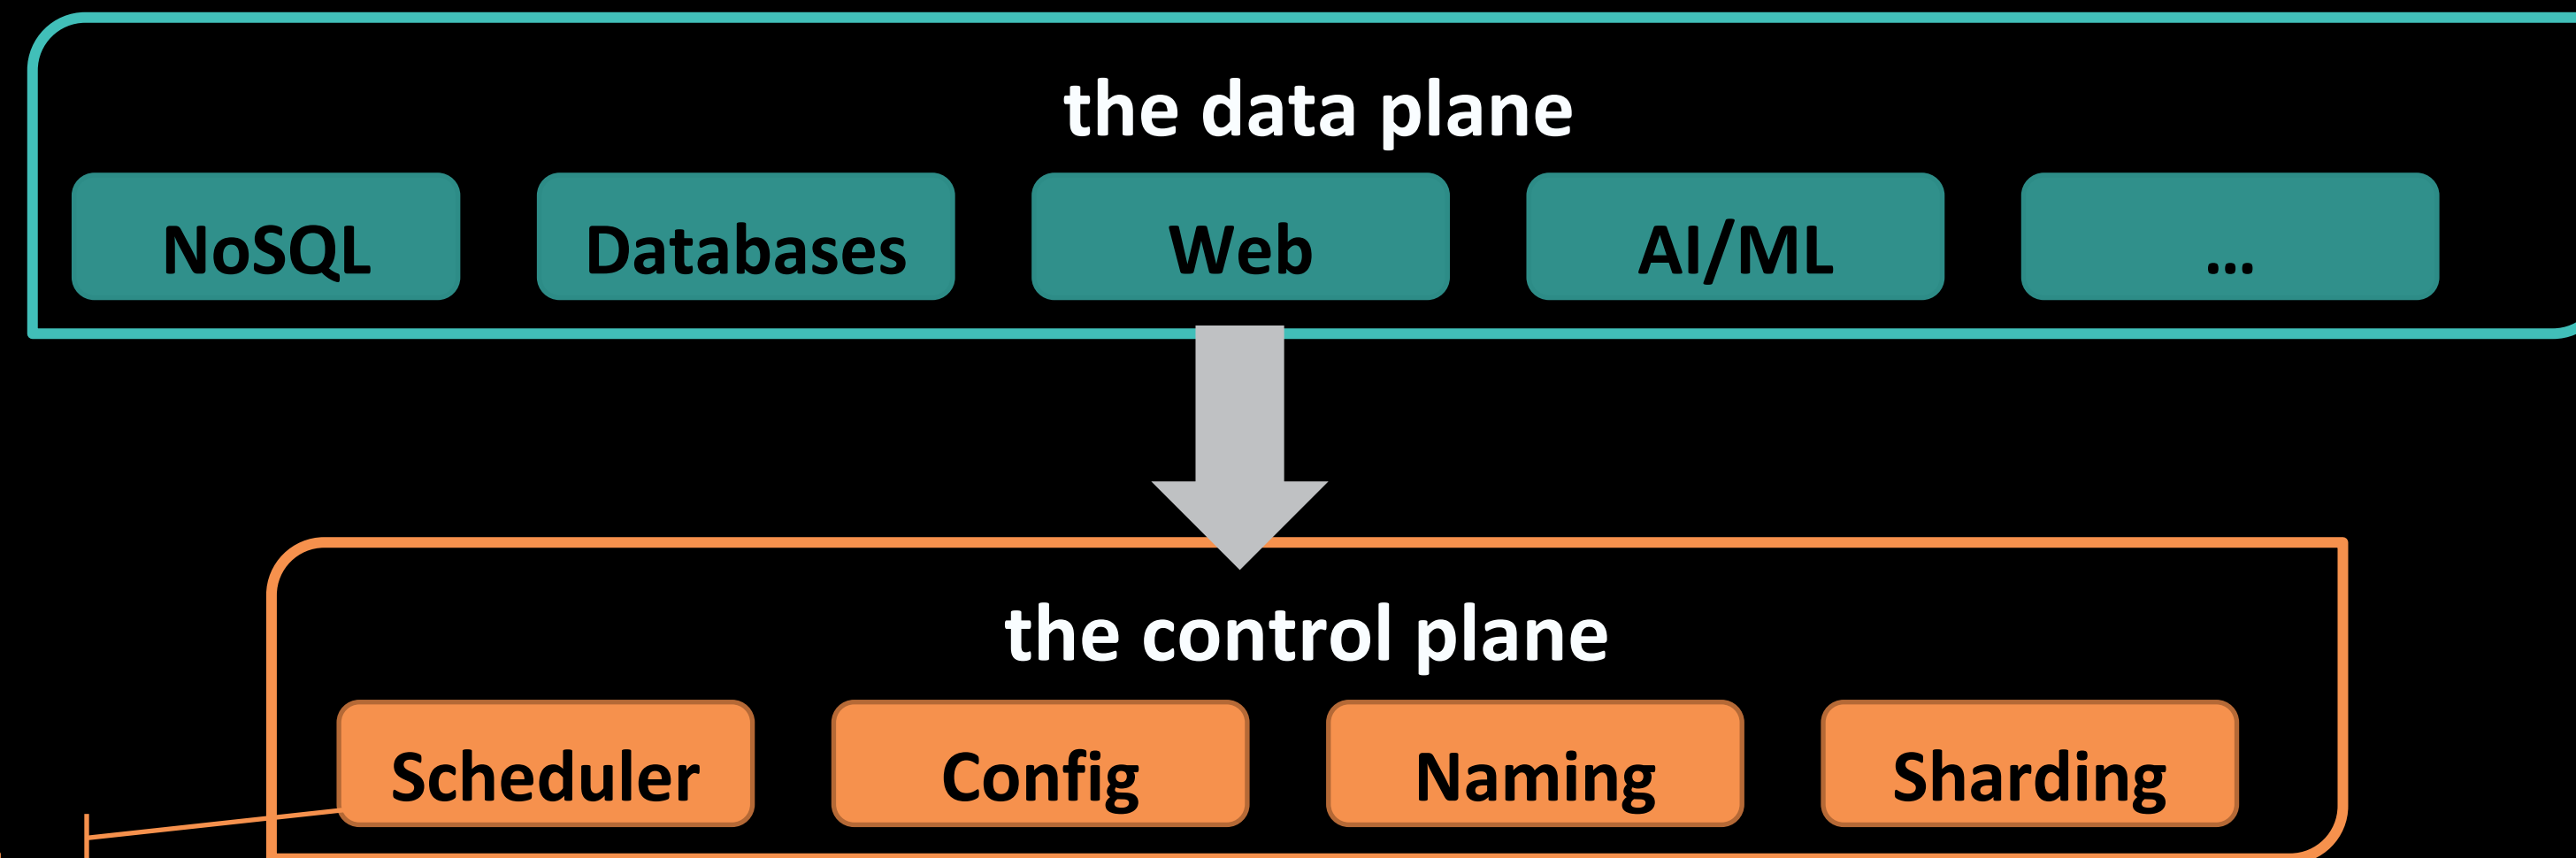 the data plane
NoSQL Databases Web AI/ML ...
the control plane
Scheduler Config Naming Sharding